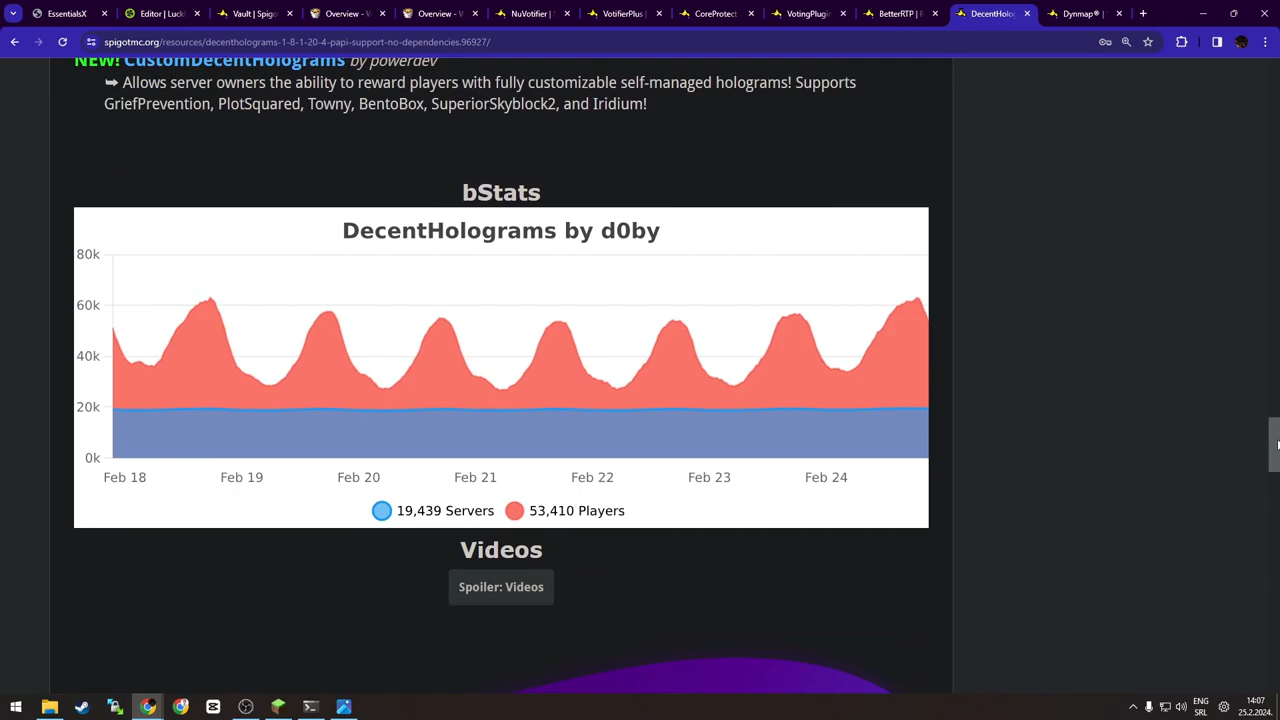 EssentialsX
Editor | Luck
Vault | Spigo
Overview - W
Overview - W
NuVotifier | S
VotifierPlus |
CoreProtect
VotingPlugin
BetterRTP | F
DecentHolog
Dynmap® | S
spigotmc.org/resources/decentholograms-1-8-1-20-4-papi-support-no-dependencies.96927/
NEW! CustomDecentHolograms by powerdev
➥ Allows server owners the ability to reward players with fully customizable self-managed holograms! Supports
GriefPrevention, PlotSquared, Towny, BentoBox, SuperiorSkyblock2, and Iridium!
bStats
DecentHolograms by d0by
80k
60k
40k
20k
0k
Feb 18 Feb 19 Feb 20 Feb 21 Feb 22 Feb 23 Feb 24
19,439 Servers 53,410 Players
Videos
Spoiler: Videos
ENG
SRL
14:07
25.2.2024.